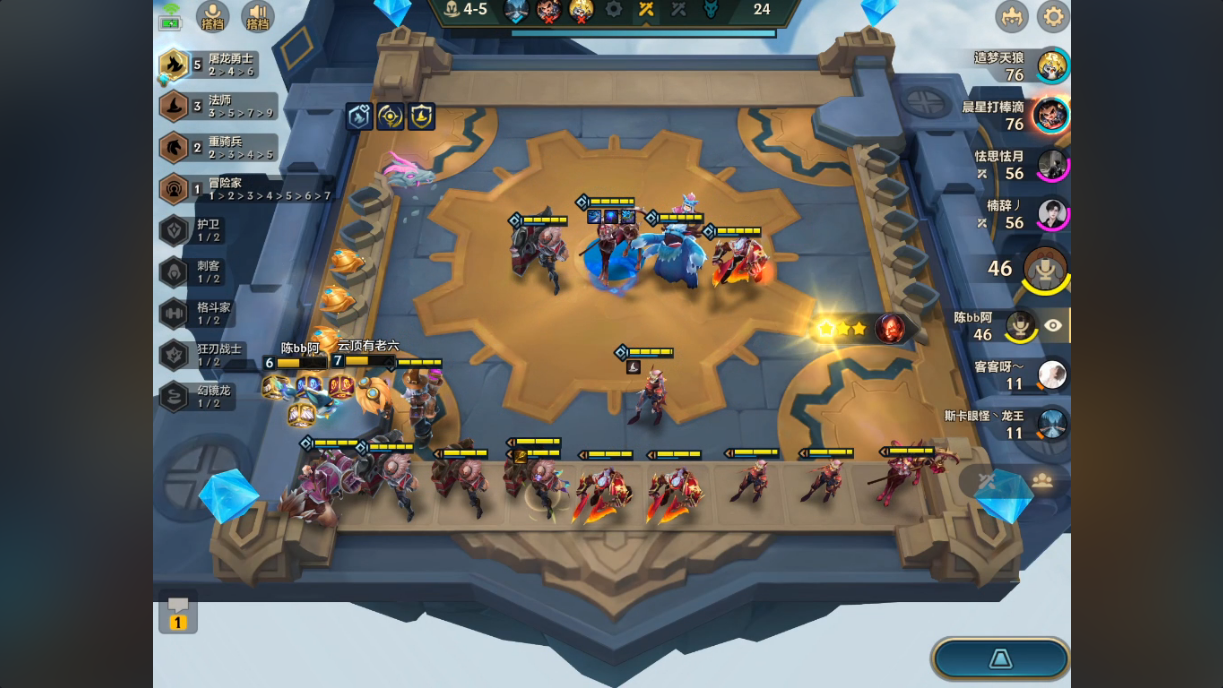 4-5
24
搭档
搭档
5 屠龙勇士
2 > 4 > 6
3 法师
3 > 5 > 7 > 9
2 重骑兵
2 > 3 > 4 > 5
1 冒险家
1 > 2 > 3 > 4 > 5 > 6 > 7
护卫
1 / 2
刺客
1 / 2
格斗家
1 / 2
狂刃战士
1 / 2
幻镜龙
1 / 2
造梦天狼
76
晨星打棒滴
76
怯思怯月
56
楠辞丿
56
46
陈bb阿
46
客客呀～
11
斯卡眼怪丶龙王
11
陈bb阿
6
云顶有老六
7
1